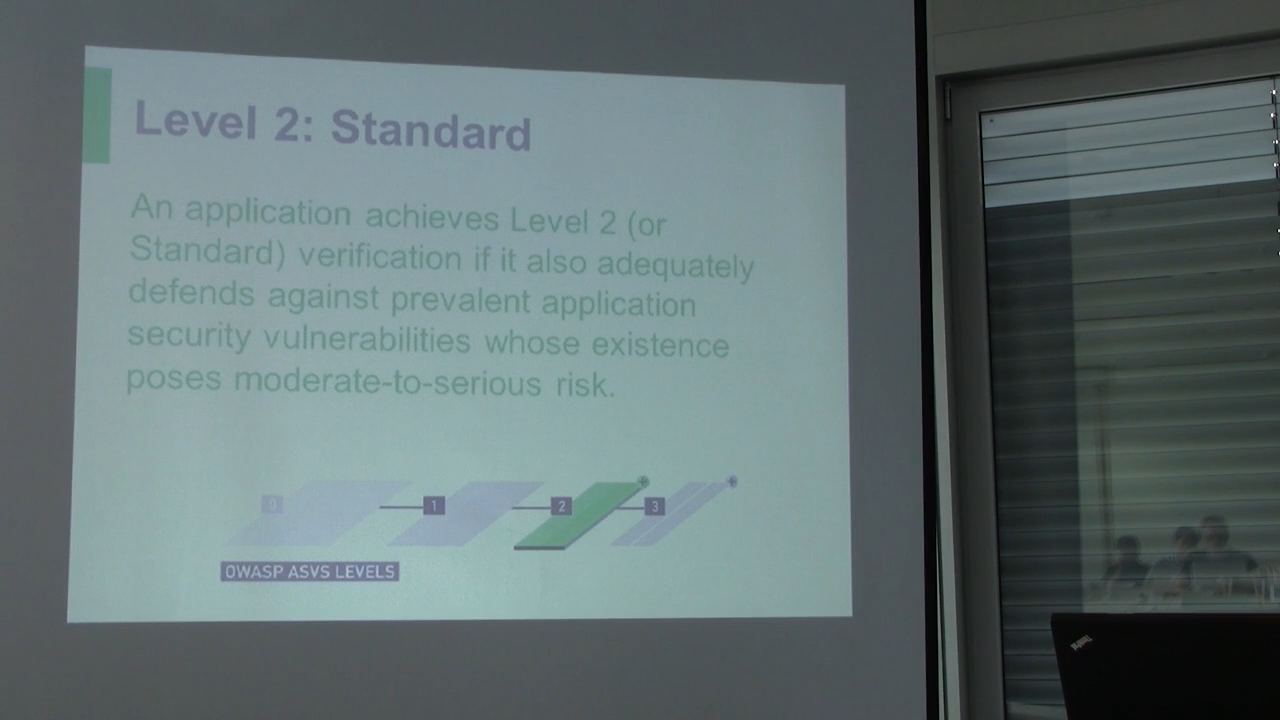 Level 2: Standard
An application achieves Level 2 (or
Standard) verification if it also adequately
defends against prevalent application
security vulnerabilities whose existence
poses moderate-to-serious risk.
0
1
2
3
OWASP ASVS LEVELS